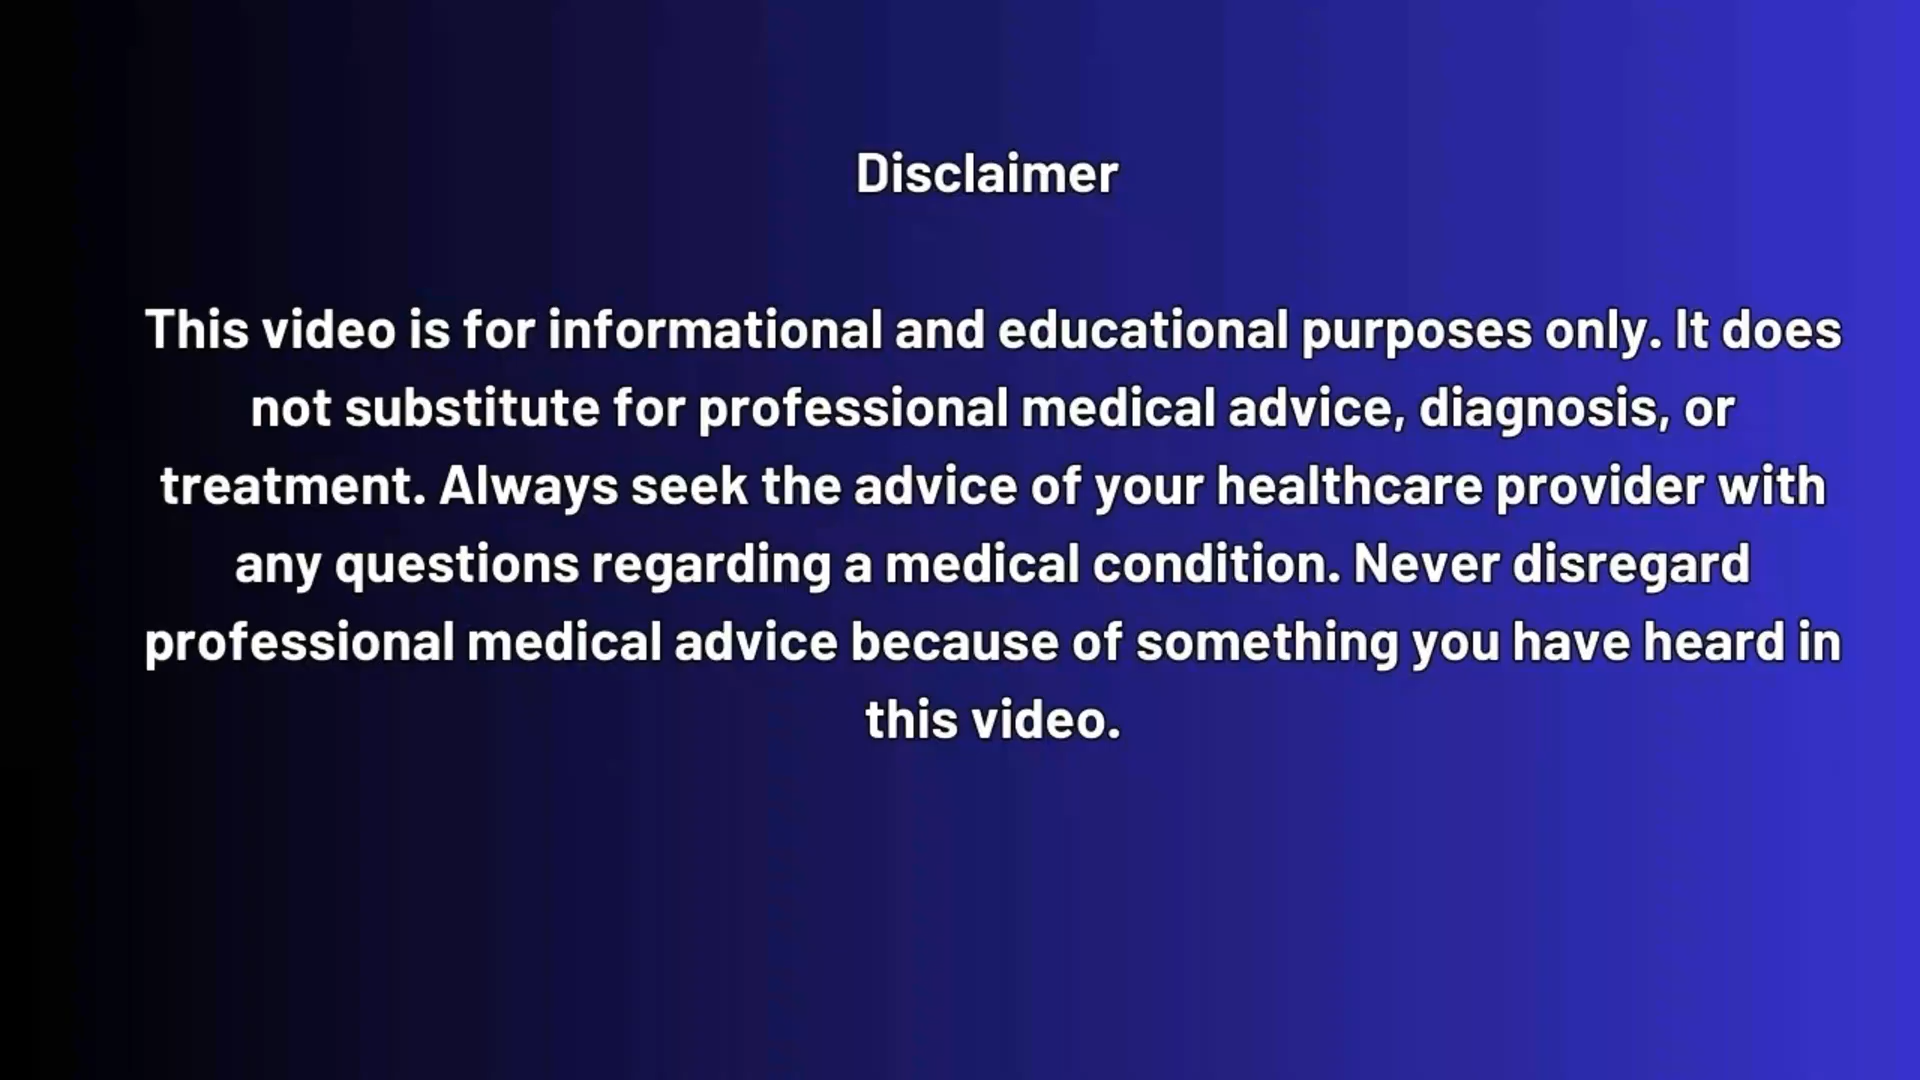 Disclaimer
This video is for informational and educational purposes only. It does
not substitute for professional medical advice, diagnosis, or
treatment. Always seek the advice of your healthcare provider with
any questions regarding a medical condition. Never disregard
professional medical advice because of something you have heard in
this video.